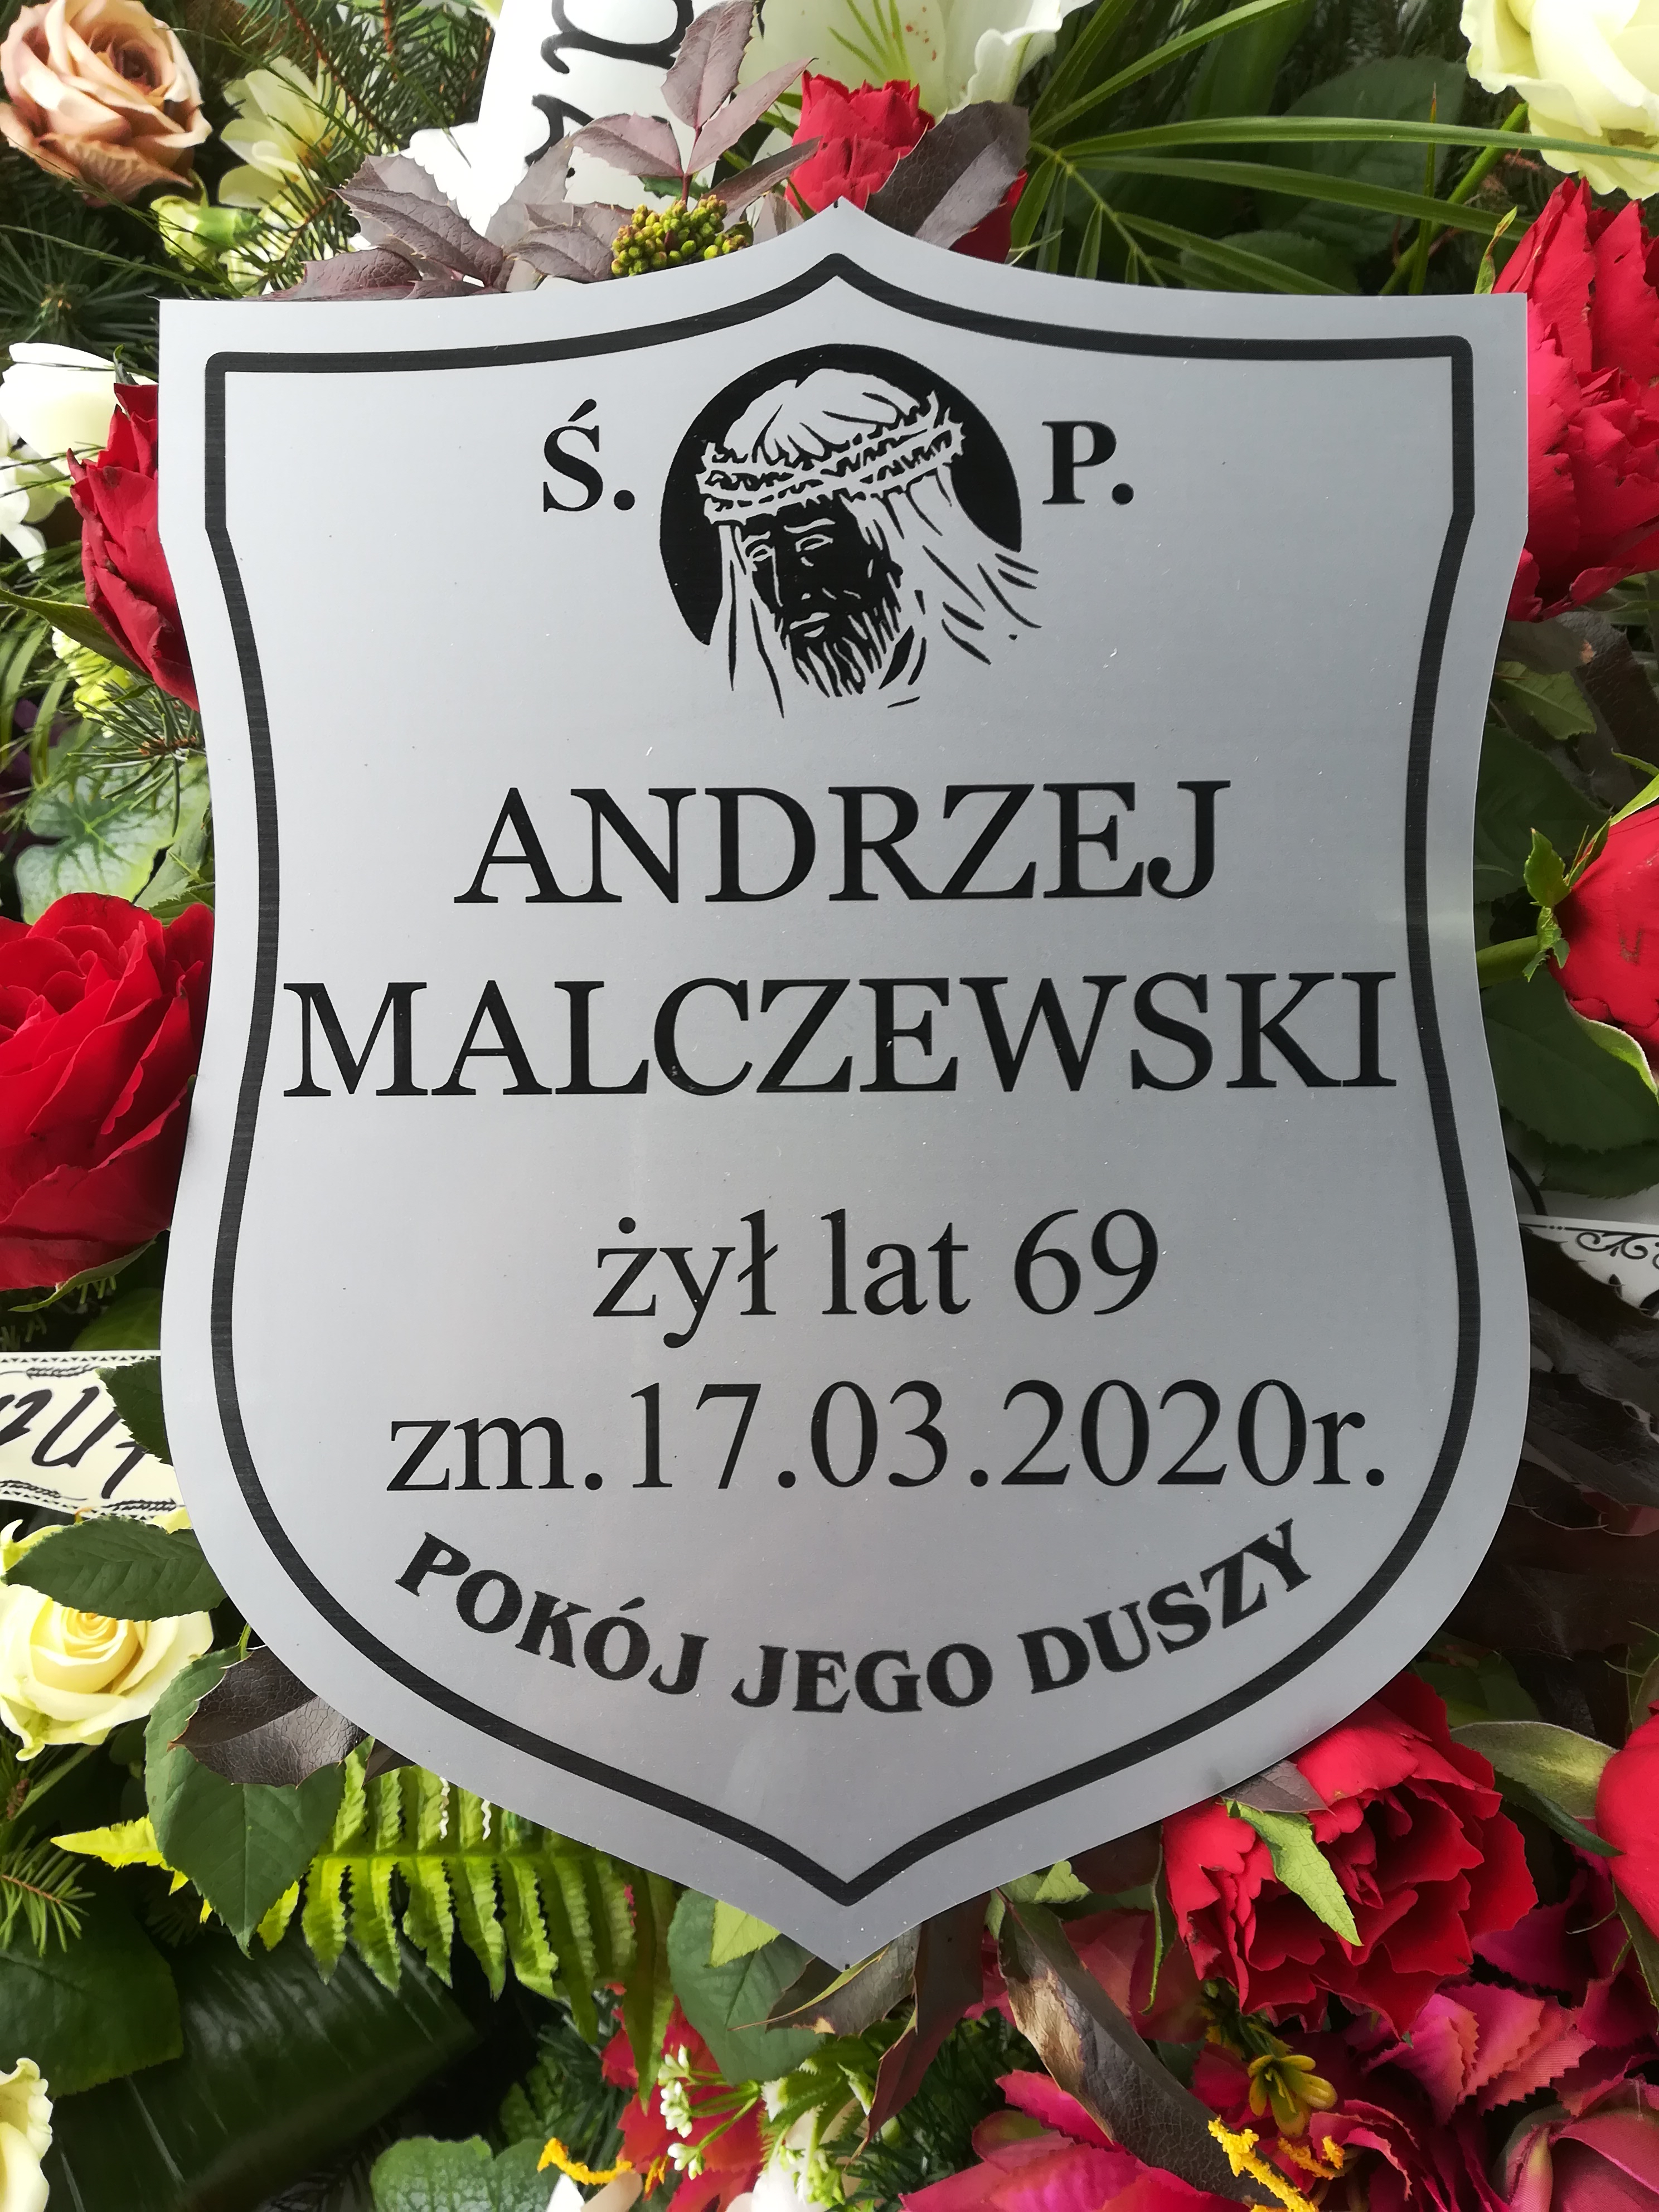 Ś. P.
ANDRZEJ
MALCZEWSKI
żył lat 69
zm.17.03.2020r.
POKÓJ JEGO DUSZY